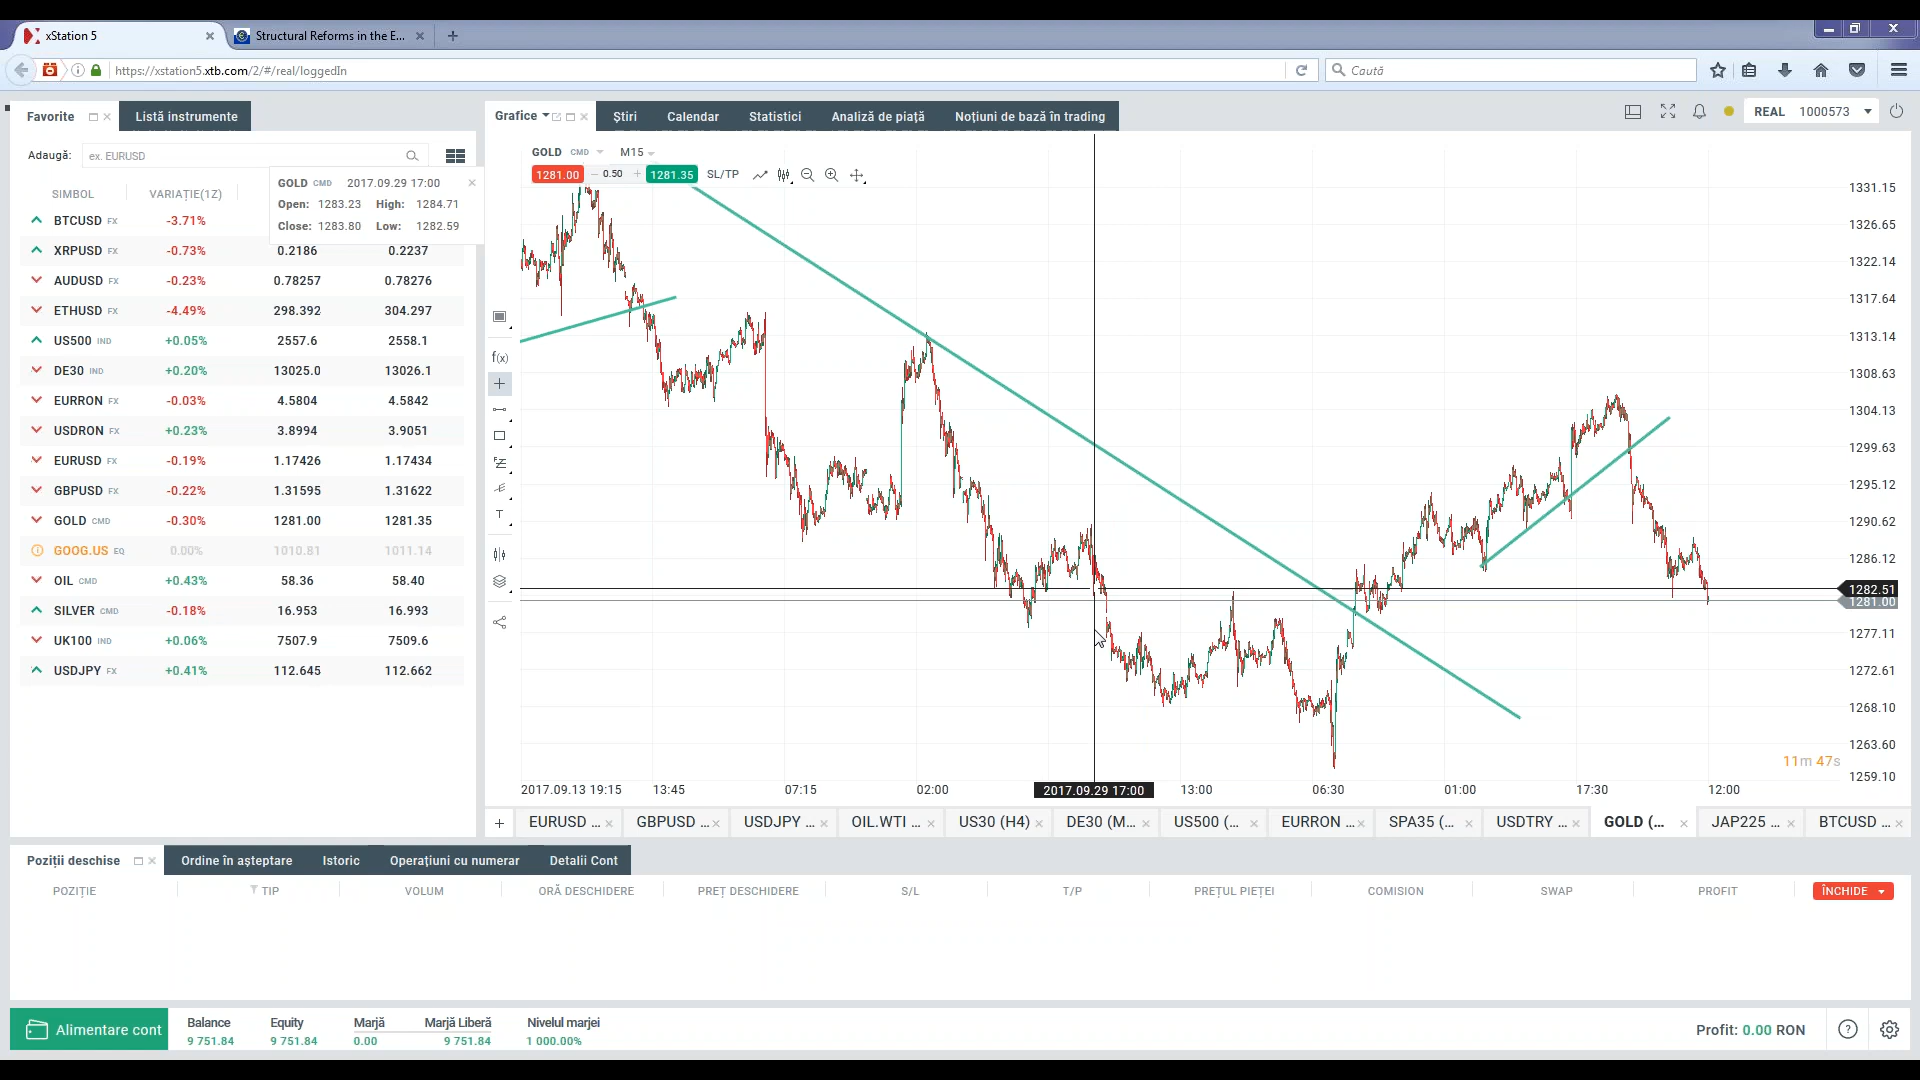 xStation 5
Structural Reforms in the E...
https://xstation5.xtb.com/2/#/real/loggedIn
Caută
Favorite
Listă instrumente
Grafice
Știri
Calendar
Statistici
Analiză de piață
Noțiuni de bază în trading
REAL 1000573
Adaugă: ex. EURUSD
SIMBOL VARIAȚIE(1Z)
GOLD CMD 2017.09.29 17:00
Open: 1283.23 High: 1284.71
Close: 1283.80 Low: 1282.59
BTCUSD FX -3.71%
XRPUSD FX -0.73% 0.2186 0.2237
AUDUSD FX -0.23% 0.78257 0.78276
ETHUSD FX -4.49% 298.392 304.297
US500 IND +0.05% 2557.6 2558.1
DE30 IND +0.20% 13025.0 13026.1
EURRON FX -0.03% 4.5804 4.5842
USDRON FX +0.23% 3.8994 3.9051
EURUSD FX -0.19% 1.17426 1.17434
GBPUSD FX -0.22% 1.31595 1.31622
GOLD CMD -0.30% 1281.00 1281.35
GOOG.US EQ 0.00% 1010.81 1011.14
OIL CMD +0.43% 58.36 58.40
SILVER CMD -0.18% 16.953 16.993
UK100 IND +0.06% 7507.9 7509.6
USDJPY FX +0.41% 112.645 112.662
GOLD CMD M15
1281.00 − 0.50 + 1281.35 SL/TP
f(x)
T
1331.15
1326.65
1322.14
1317.64
1313.14
1308.63
1304.13
1299.63
1295.12
1290.62
1286.12
1282.51
1281.00
1277.11
1272.61
1268.10
1263.60
11m 47s
1259.10
2017.09.13 19:15 13:45 07:15 02:00 2017.09.29 17:00 13:00 06:30 01:00 17:30 12:00
EURUSD ... GBPUSD ... USDJPY ... OIL.WTI ... US30 (H4) DE30 (M... US500 (... EURRON ... SPA35 (... USDTRY ... GOLD (... JAP225 ... BTCUSD ...
Poziții deschise
Ordine în așteptare
Istoric
Operațiuni cu numerar
Detalii Cont
POZIȚIE TIP VOLUM ORĂ DESCHIDERE PREȚ DESCHIDERE S/L T/P PREȚUL PIEȚEI COMISION SWAP PROFIT ÎNCHIDE
Alimentare cont
Balance Equity Marjă Marjă Liberă Nivelul marjei
9 751.84 9 751.84 0.00 9 751.84 1 000.00%
Profit: 0.00 RON